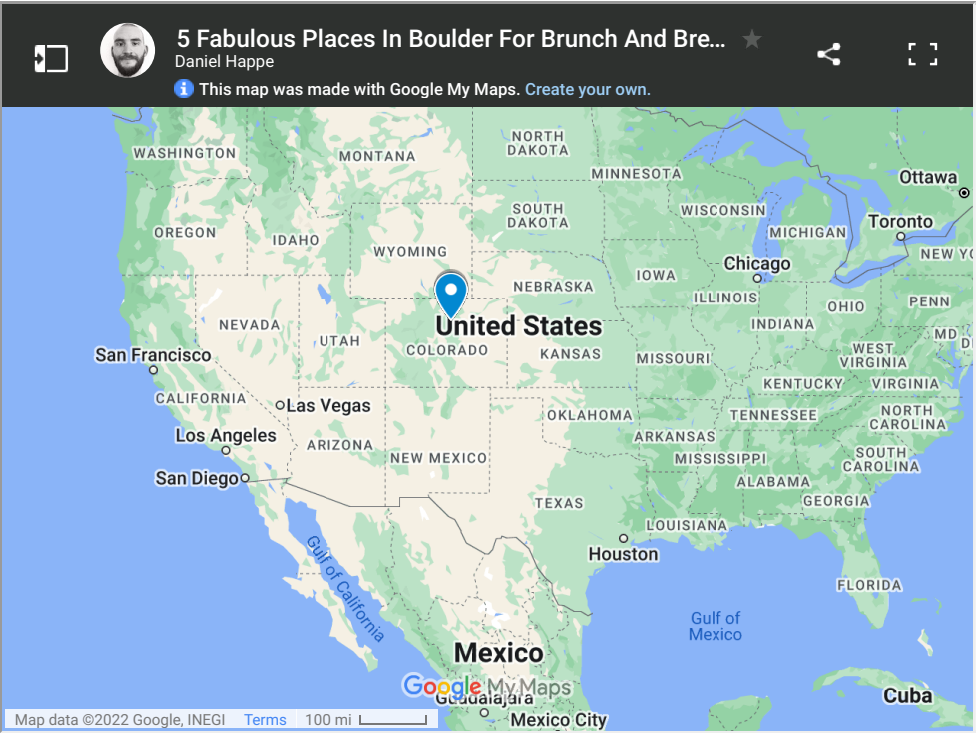 5 Fabulous Places In Boulder For Brunch And Bre...
Daniel Happe
This map was made with Google My Maps. Create your own.
WASHINGTON
MONTANA
NORTH
DAKOTA
MINNESOTA
Ottawa
OREGON
IDAHO
SOUTH
DAKOTA
WISCONSIN
MICHIGAN
Toronto
WYOMING
Chicago
NEW YO
IOWA
NEBRASKA
ILLINOIS
OHIO
PENN
NEVADA
UTAH
United States
INDIANA
MD
D
COLORADO
KANSAS
MISSOURI
WEST
VIRGINIA
San Francisco
KENTUCKY
VIRGINIA
CALIFORNIA
Las Vegas
OKLAHOMA
TENNESSEE
NORTH
CAROLINA
Los Angeles
ARIZONA
NEW MEXICO
ARKANSAS
MISSISSIPPI
SOUTH
CAROLINA
San Diego
ALABAMA
TEXAS
GEORGIA
LOUISIANA
Houston
Gulf of California
FLORIDA
Gulf of
Mexico
Mexico
Google My Maps
Guadalajara
Cuba
Mexico City
Map data ©2022 Google, INEGI Terms 100 mi